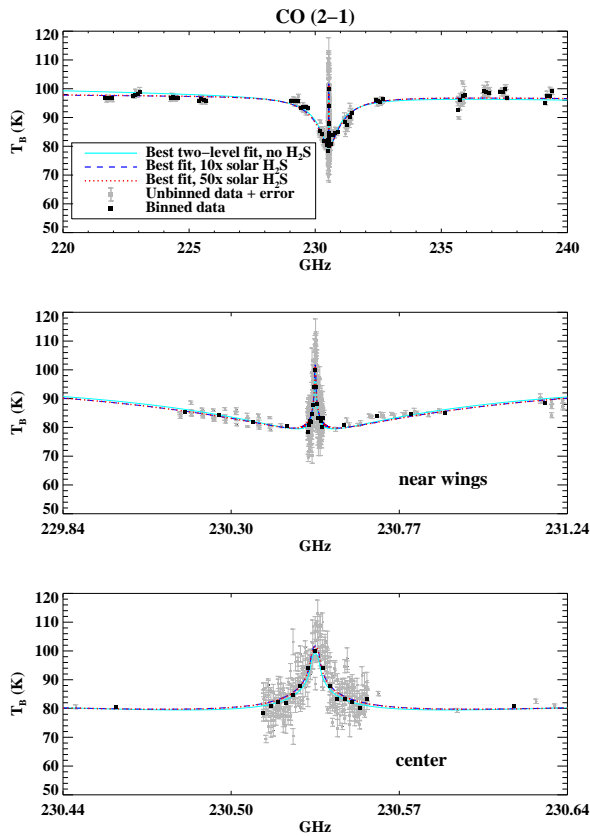 CO (2−1)
120
110
100
90
80
70
60
50
T_B (K)
Best two−level fit, no H₂S
Best fit, 10x solar H₂S
Best fit, 50x solar H₂S
Unbinned data + error
Binned data
220 225 230 235 240
GHz
120
110
100
90
80
70
60
50
T_B (K)
near wings
229.84 230.30 230.77 231.24
GHz
120
110
100
90
80
70
60
50
T_B (K)
center
230.44 230.50 230.57 230.64
GHz